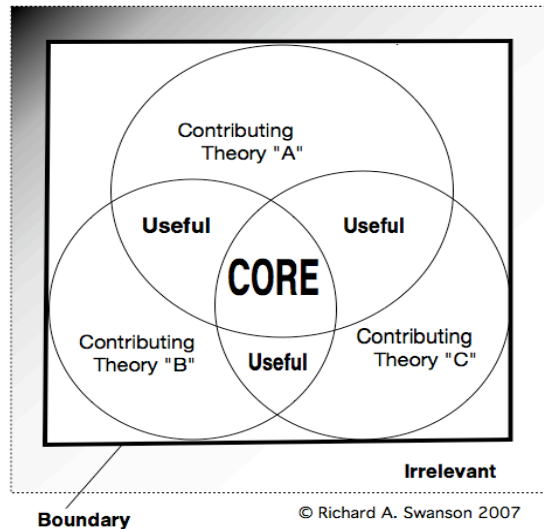 Contributing
Theory "A"
Useful
Useful
CORE
Contributing
Theory "B"
Contributing
Theory "C"
Useful
Irrelevant
Boundary
© Richard A. Swanson 2007